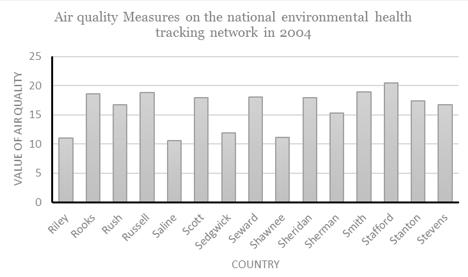 Air quality Measures on the national environmental health
tracking network in 2004
VALUE OF AIR QUALITY
25
20
15
10
5
0
Riley
Rooks
Rush
Russell
Saline
Scott
Sedgwick
Seward
Shawnee
Sheridan
Sherman
Smith
Stafford
Stanton
Stevens
COUNTRY